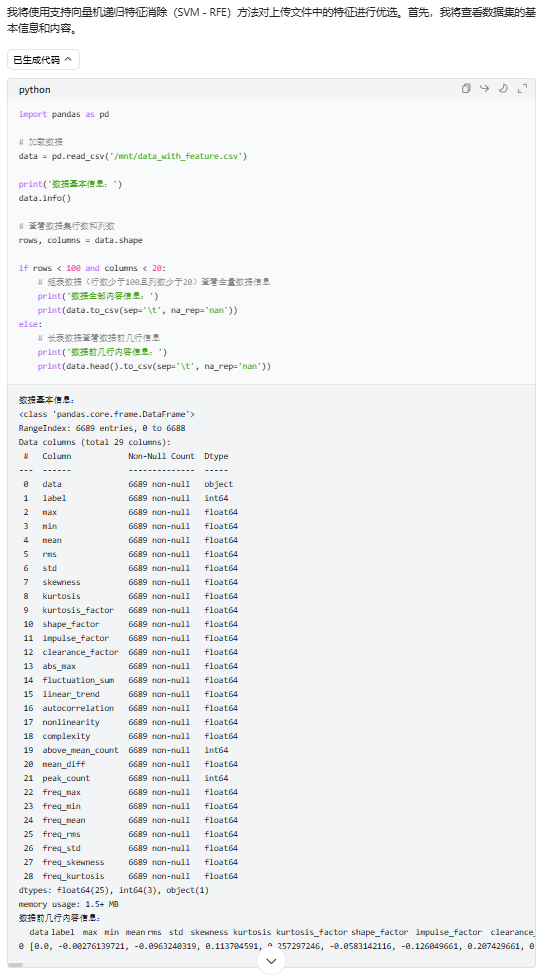 我将使用支持向量机递归特征消除（SVM - RFE）方法对上传文件中的特征进行优选。首先，我将查看数据集的基
本信息和内容。
已生成代码
python
import pandas as pd
# 加载数据
data = pd.read_csv('/mnt/data_with_feature.csv')
print('数据基本信息：')
data.info()
# 查看数据集行数和列数
rows, columns = data.shape
if rows < 100 and columns < 20:
    # 短表数据（行数少于100且列数少于20）查看全量数据信息
    print('数据全部内容信息：')
    print(data.to_csv(sep='\t', na_rep='nan'))
else:
    # 长表数据查看数据前几行信息
    print('数据前几行内容信息：')
    print(data.head().to_csv(sep='\t', na_rep='nan'))
数据基本信息：
<class 'pandas.core.frame.DataFrame'>
RangeIndex: 6689 entries, 0 to 6688
Data columns (total 29 columns):
 #   Column            Non-Null Count  Dtype
---  ------            --------------  -----
 0   data              6689 non-null   object
 1   label             6689 non-null   int64
 2   max               6689 non-null   float64
 3   min               6689 non-null   float64
 4   mean              6689 non-null   float64
 5   rms               6689 non-null   float64
 6   std               6689 non-null   float64
 7   skewness          6689 non-null   float64
 8   kurtosis          6689 non-null   float64
 9   kurtosis_factor   6689 non-null   float64
 10  shape_factor      6689 non-null   float64
 11  impulse_factor    6689 non-null   float64
 12  clearance_factor  6689 non-null   float64
 13  abs_max           6689 non-null   float64
 14  fluctuation_sum   6689 non-null   float64
 15  linear_trend      6689 non-null   float64
 16  autocorrelation   6689 non-null   float64
 17  nonlinearity      6689 non-null   float64
 18  complexity        6689 non-null   float64
 19  above_mean_count  6689 non-null   int64
 20  mean_diff         6689 non-null   float64
 21  peak_count        6689 non-null   int64
 22  freq_max          6689 non-null   float64
 23  freq_min          6689 non-null   float64
 24  freq_mean         6689 non-null   float64
 25  freq_rms          6689 non-null   float64
 26  freq_std          6689 non-null   float64
 27  freq_skewness     6689 non-null   float64
 28  freq_kurtosis     6689 non-null   float64
dtypes: float64(25), int64(3), object(1)
memory usage: 1.5+ MB
数据前几行内容信息：
data label max min mean rms std skewness kurtosis kurtosis_factor shape_factor impulse_factor clearance_
0 [0.0, -0.00276139721, -0.0963240319, 0.113704591, 0.257297246, -0.0583142116, -0.126049661, 0.207429661, 0